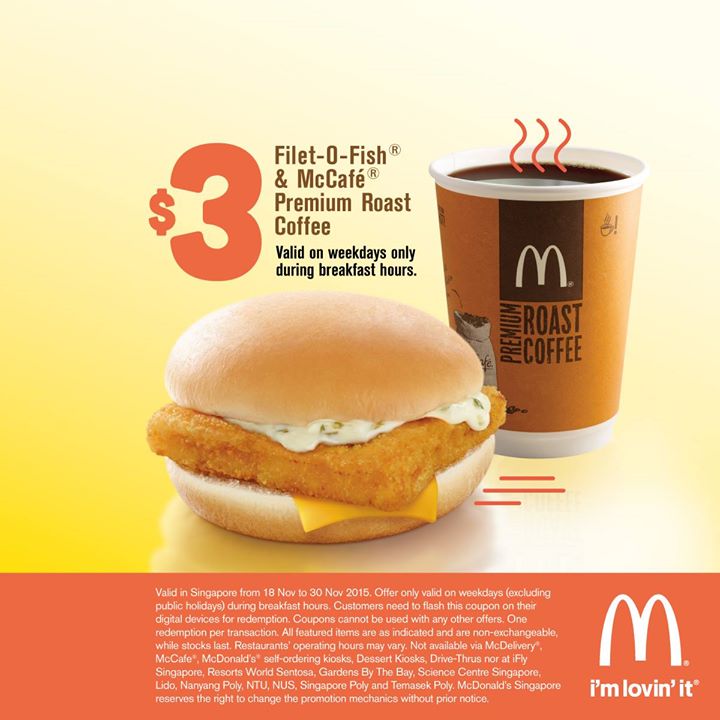 $3
Filet-O-Fish®
& McCafé®
Premium Roast
Coffee
Valid on weekdays only
during breakfast hours.
M®
PREMIUM
ROAST
COFFEE
Valid in Singapore from 18 Nov to 30 Nov 2015. Offer only valid on weekdays (excluding
public holidays) during breakfast hours. Customers need to flash this coupon on their
digital devices for redemption. Coupons cannot be used with any other offers. One
redemption per transaction. All featured items are as indicated and are non-exchangeable,
while stocks last. Restaurants' operating hours may vary. Not available via McDelivery®,
McCafe®, McDonald's® self-ordering kiosks, Dessert Kiosks, Drive-Thrus nor at iFly
Singapore, Resorts World Sentosa, Gardens By The Bay, Science Centre Singapore,
Lido, Nanyang Poly, NTU, NUS, Singapore Poly and Temasek Poly. McDonald's Singapore
reserves the right to change the promotion mechanics without prior notice.
M®
i'm lovin' it®